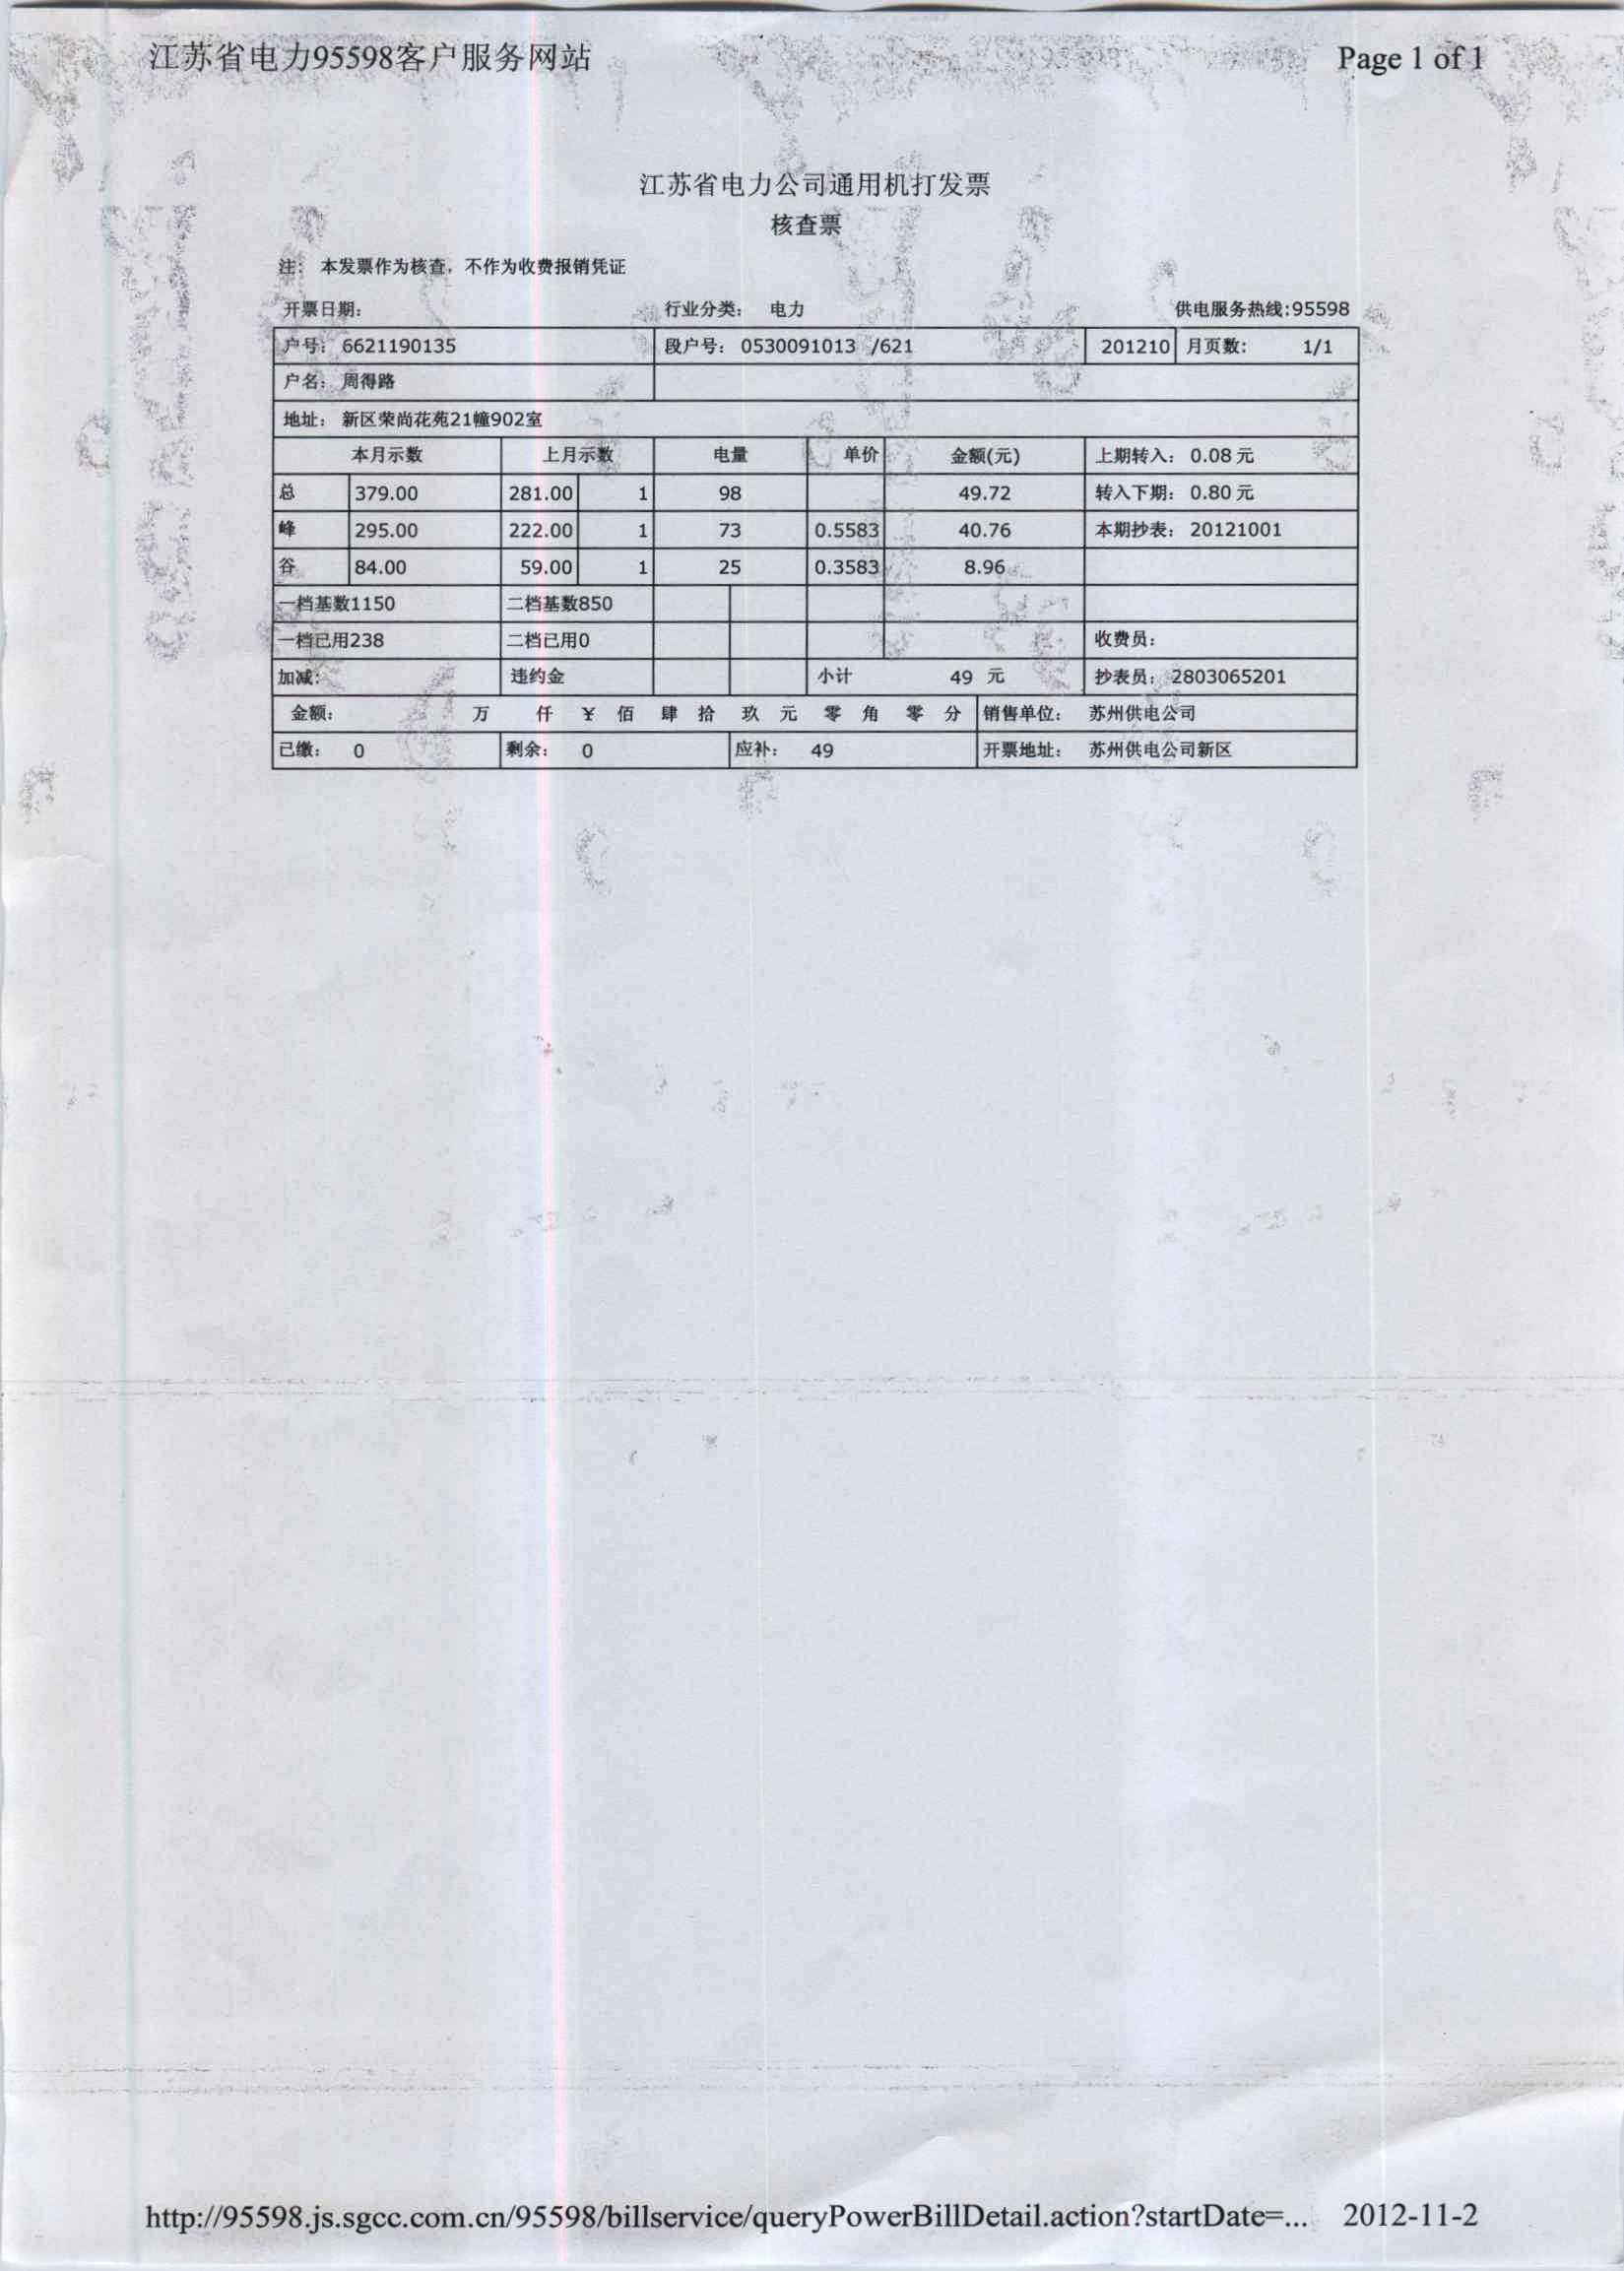 江苏省电力95598客户服务网站 Page 1 of 1
江苏省电力公司通用机打发票
核查票
注： 本发票作为核查，不作为收费报销凭证
开票日期： 行业分类： 电力 供电服务热线:95598
户号： 6621190135 段户号： 0530091013 /621 201210 月页数： 1/1
户名： 周得路
地址： 新区荣尚花苑21幢902室
本月示数 上月示数 电量 单价 金额(元) 上期转入： 0.08 元
总 379.00 281.00 1 98 49.72 转入下期： 0.80 元
峰 295.00 222.00 1 73 0.5583 40.76 本期抄表： 20121001
谷 84.00 59.00 1 25 0.3583 8.96
一档基数1150 二档基数850
一档已用238 二档已用0 收费员：
加减： 违约金 小计 49 元 抄表员： 2803065201
金额： 万 仟 ¥ 佰 肆 拾 玖 元 零 角 零 分 销售单位： 苏州供电公司
已缴： 0 剩余： 0 应补： 49 开票地址： 苏州供电公司新区
http://95598.js.sgcc.com.cn/95598/billservice/queryPowerBillDetail.action?startDate=... 2012-11-2